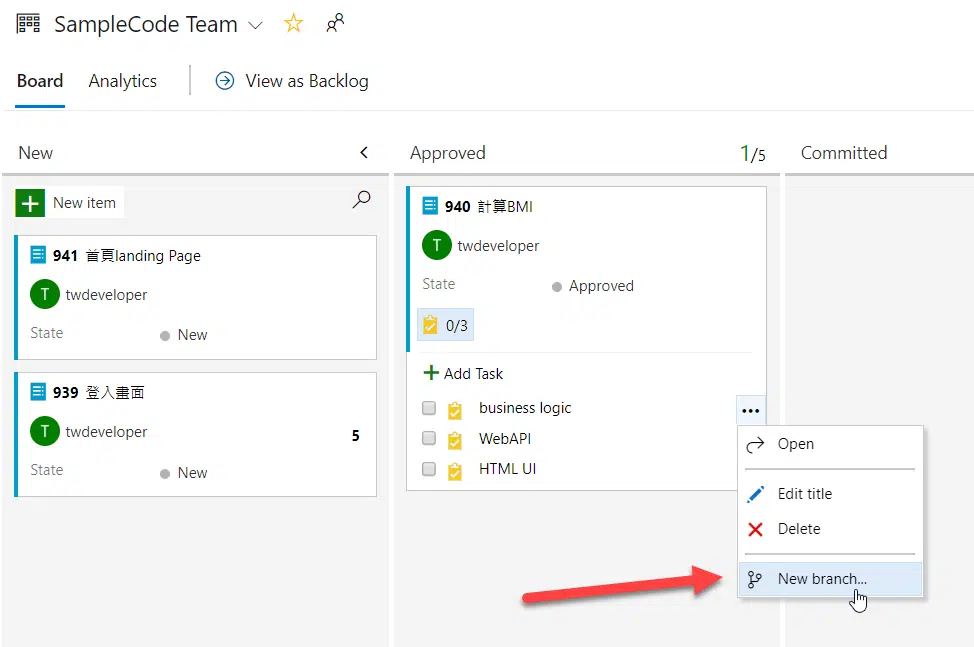 SampleCode Team
Board Analytics View as Backlog
New
New item
941 首頁landing Page
T twdeveloper
State New
939 登入畫面
T twdeveloper 5
State New
Approved 1/5
940 計算BMI
T twdeveloper
State Approved
0/3
Add Task
business logic
WebAPI
HTML UI
Open
Edit title
Delete
New branch...
Committed